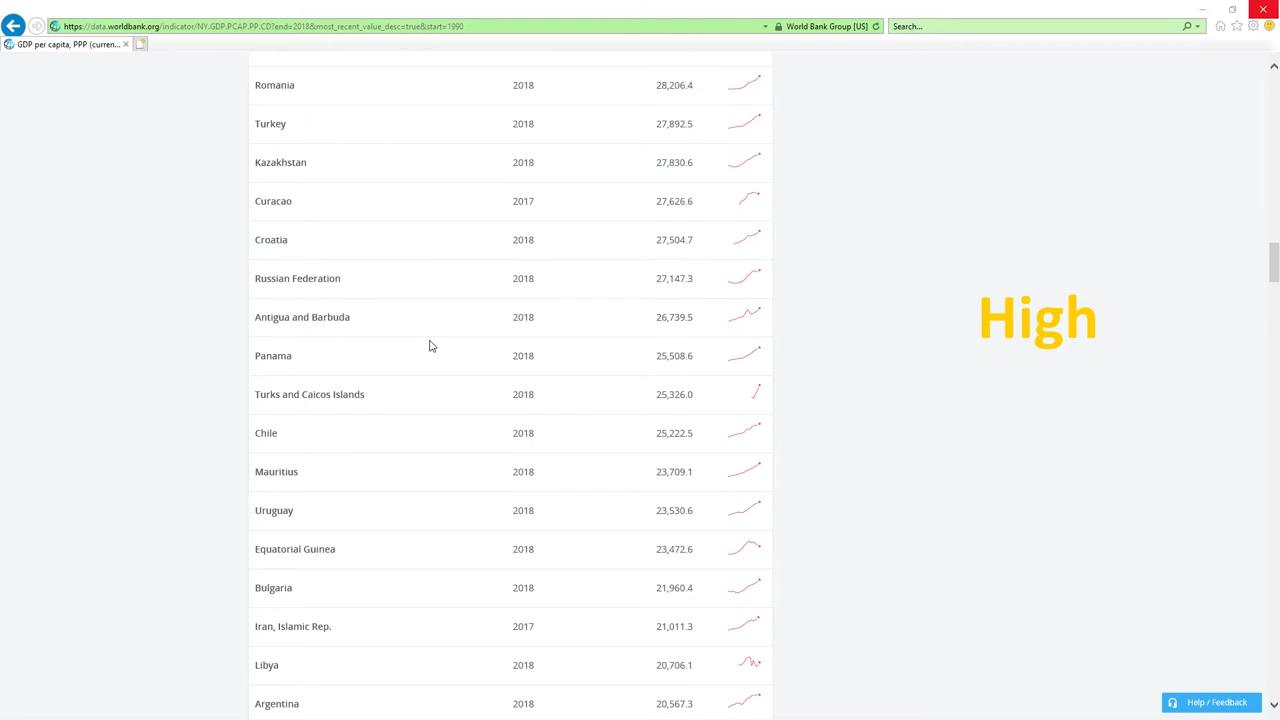 https://data.worldbank.org/indicator/NY.GDP.PCAP.PP.CD?end=2018&most_recent_value_desc=true&start=1990
World Bank Group [US]
Search...
GDP per capita, PPP (curren...
Romania 2018 28,206.4
Turkey 2018 27,892.5
Kazakhstan 2018 27,830.6
Curacao 2017 27,626.6
Croatia 2018 27,504.7
Russian Federation 2018 27,147.3
Antigua and Barbuda 2018 26,739.5
High
Panama 2018 25,508.6
Turks and Caicos Islands 2018 25,326.0
Chile 2018 25,222.5
Mauritius 2018 23,709.1
Uruguay 2018 23,530.6
Equatorial Guinea 2018 23,472.6
Bulgaria 2018 21,960.4
Iran, Islamic Rep. 2017 21,011.3
Libya 2018 20,706.1
Argentina 2018 20,567.3
Help / Feedback